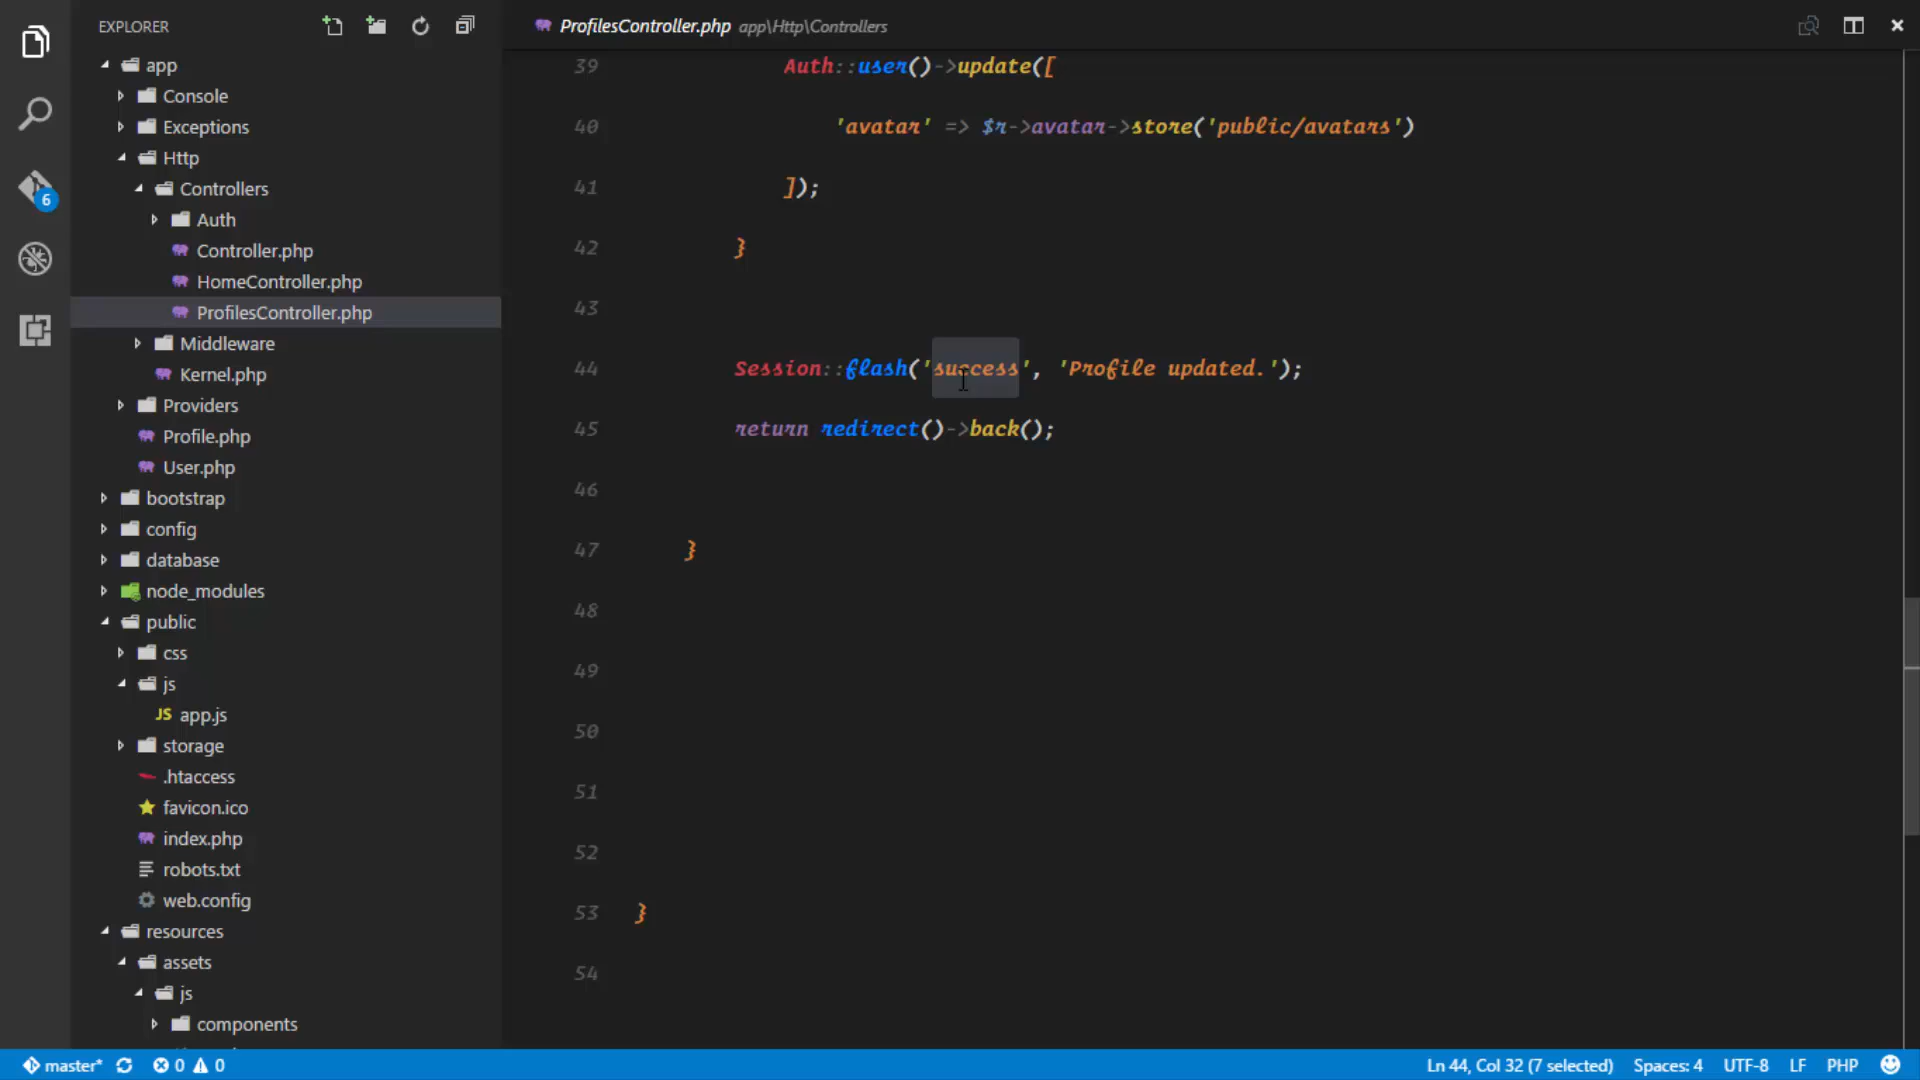 EXPLORER
ProfilesController.php app\Http\Controllers
app
Console
Exceptions
Http
Controllers
Auth
Controller.php
HomeController.php
ProfilesController.php
Middleware
Kernel.php
Providers
Profile.php
User.php
bootstrap
config
database
node_modules
public
css
js
JS app.js
storage
.htaccess
favicon.ico
index.php
robots.txt
web.config
resources
assets
js
components
6
39 Auth::user()->update([
40 'avatar' => $r->avatar->store('public/avatars')
41 ]);
42 }
43
44 Session::flash('success', 'Profile updated.');
45 return redirect()->back();
46
47 }
48
49
50
51
52
53 }
54
master* 0 0 Ln 44, Col 32 (7 selected) Spaces: 4 UTF-8 LF PHP